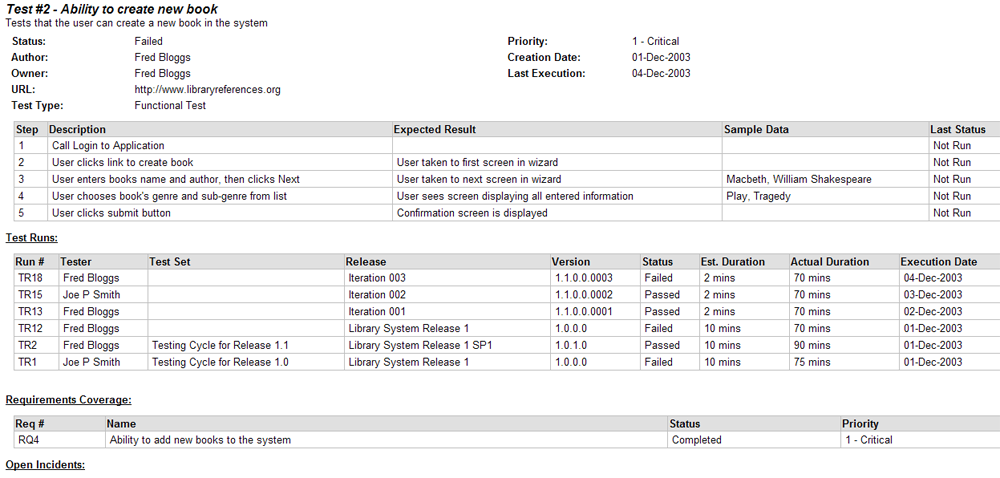 Test #2 - Ability to create new book
Tests that the user can create a new book in the system
Status: Failed Priority: 1 - Critical
Author: Fred Bloggs Creation Date: 01-Dec-2003
Owner: Fred Bloggs Last Execution: 04-Dec-2003
URL: http://www.libraryreferences.org
Test Type: Functional Test
Step Description Expected Result Sample Data Last Status
1 Call Login to Application Not Run
2 User clicks link to create book User taken to first screen in wizard Not Run
3 User enters books name and author, then clicks Next User taken to next screen in wizard Macbeth, William Shakespeare Not Run
4 User chooses book's genre and sub-genre from list User sees screen displaying all entered information Play, Tragedy Not Run
5 User clicks submit button Confirmation screen is displayed Not Run
Test Runs:
Run # Tester Test Set Release Version Status Est. Duration Actual Duration Execution Date
TR18 Fred Bloggs Iteration 003 1.1.0.0.0003 Failed 2 mins 70 mins 04-Dec-2003
TR15 Joe P Smith Iteration 002 1.1.0.0.0002 Passed 2 mins 70 mins 03-Dec-2003
TR13 Fred Bloggs Iteration 001 1.1.0.0.0001 Passed 2 mins 70 mins 02-Dec-2003
TR12 Fred Bloggs Library System Release 1 1.0.0.0 Failed 10 mins 70 mins 01-Dec-2003
TR2 Fred Bloggs Testing Cycle for Release 1.1 Library System Release 1 SP1 1.0.1.0 Passed 10 mins 90 mins 01-Dec-2003
TR1 Joe P Smith Testing Cycle for Release 1.0 Library System Release 1 1.0.0.0 Failed 10 mins 75 mins 01-Dec-2003
Requirements Coverage:
Req # Name Status Priority
RQ4 Ability to add new books to the system Completed 1 - Critical
Open Incidents: